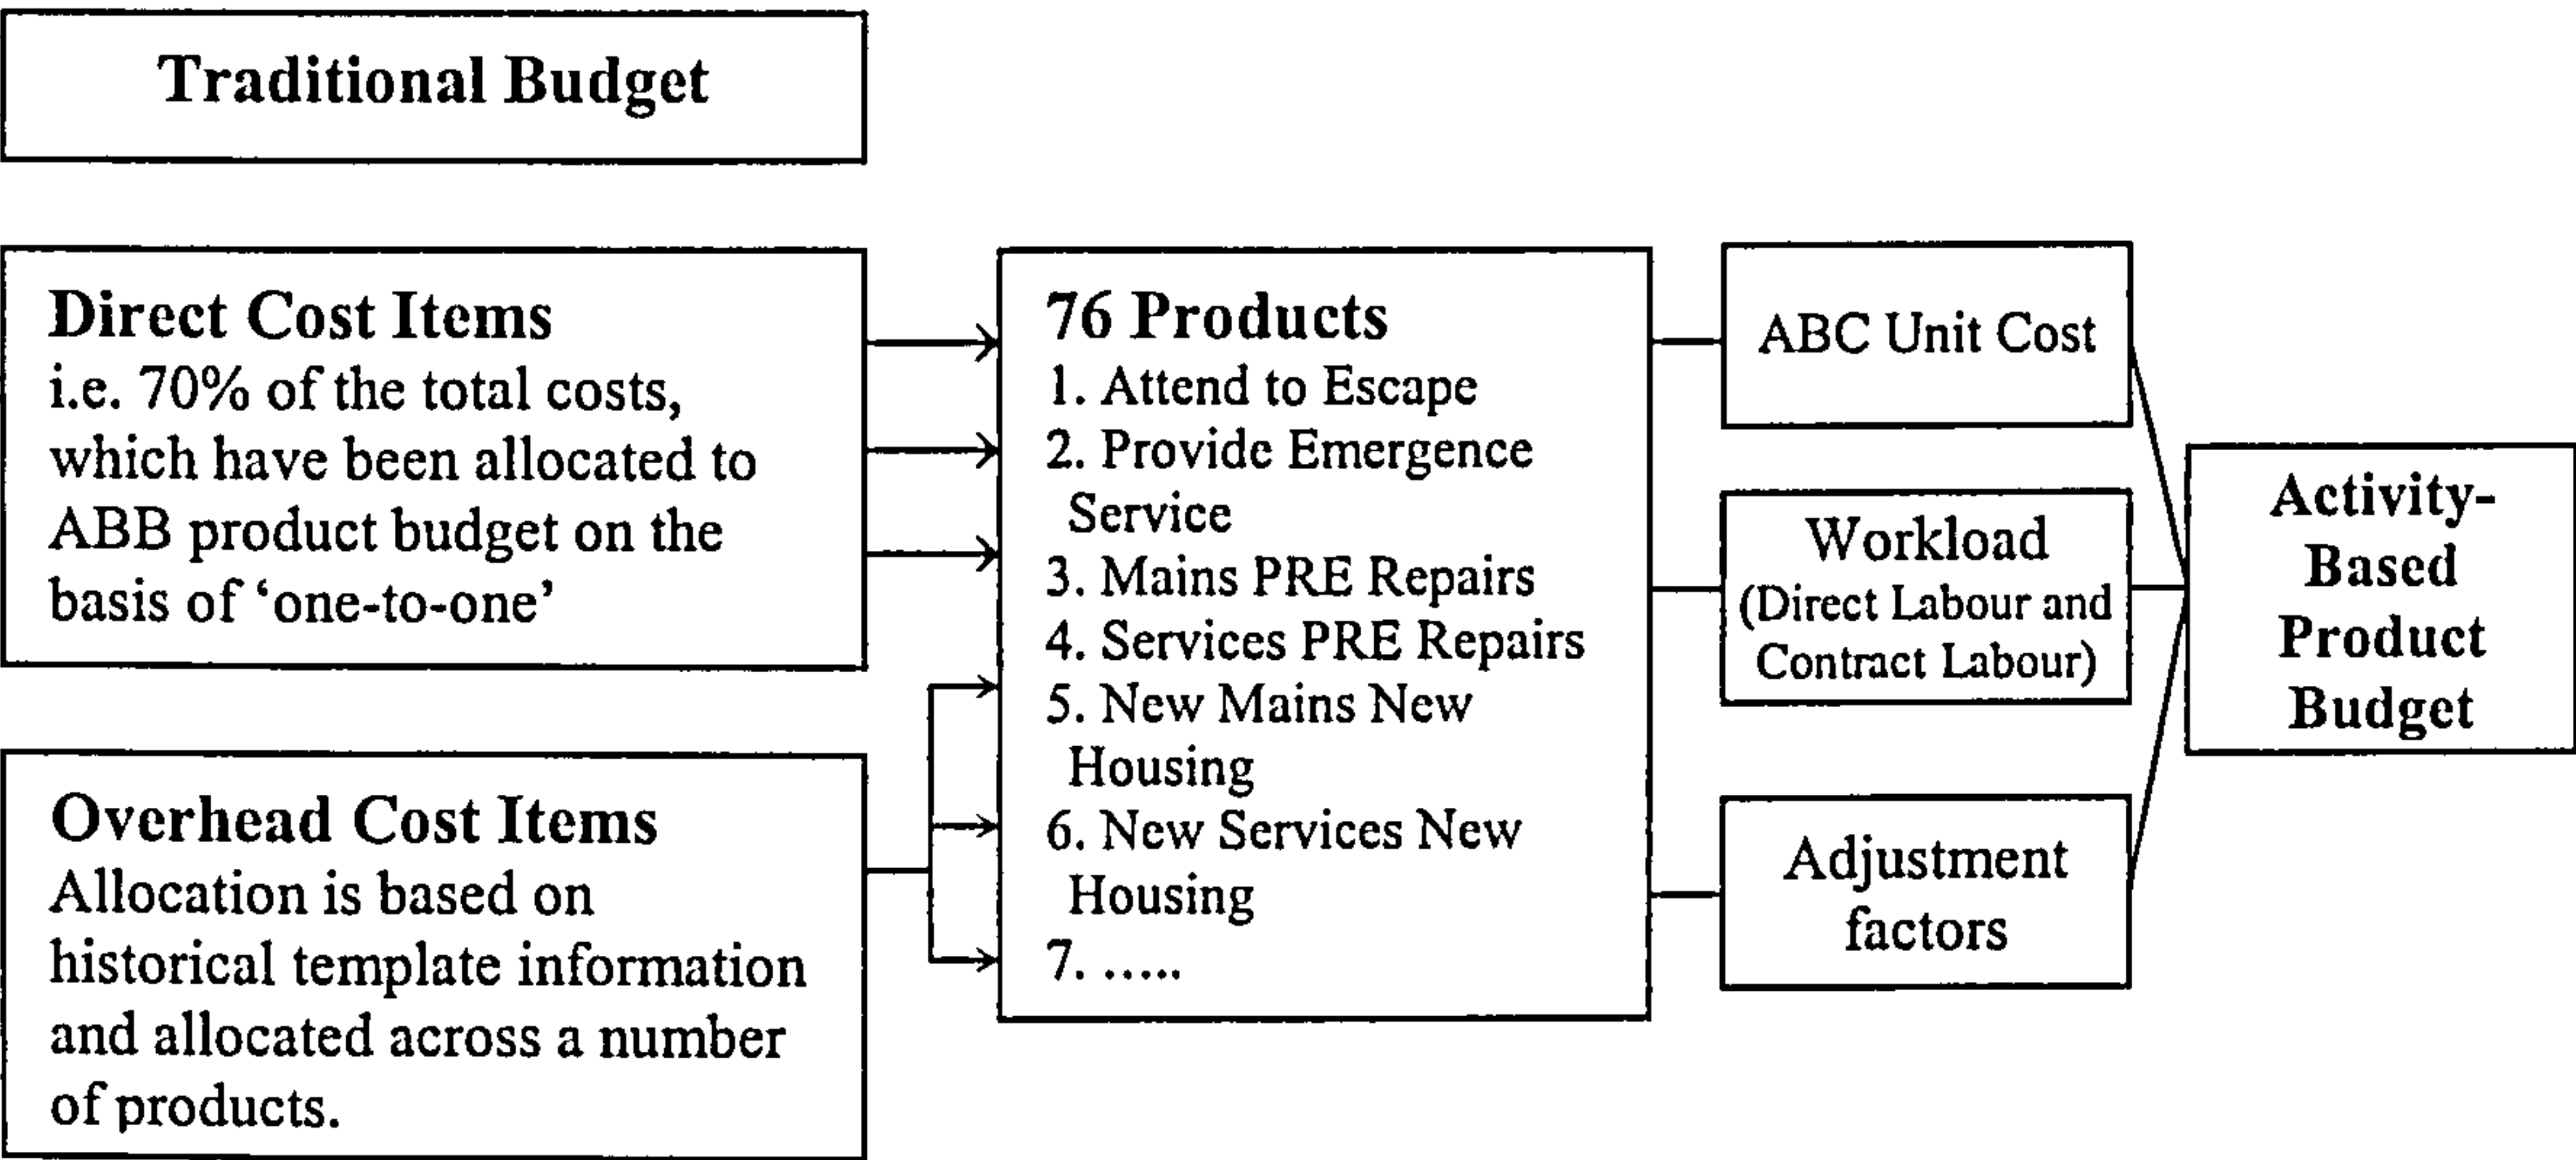 Traditional Budget
Direct Cost Items
i.e. 70% of the total costs,
which have been allocated to
ABB product budget on the
basis of ‘one-to-one’
Overhead Cost Items
Allocation is based on
historical template information
and allocated across a number
of products.
76 Products
1. Attend to Escape
2. Provide Emergence
Service
3. Mains PRE Repairs
4. Services PRE Repairs
5. New Mains New
Housing
6. New Services New
Housing
7. .....
ABC Unit Cost
Workload
(Direct Labour and
Contract Labour)
Adjustment
factors
Activity-
Based
Product
Budget